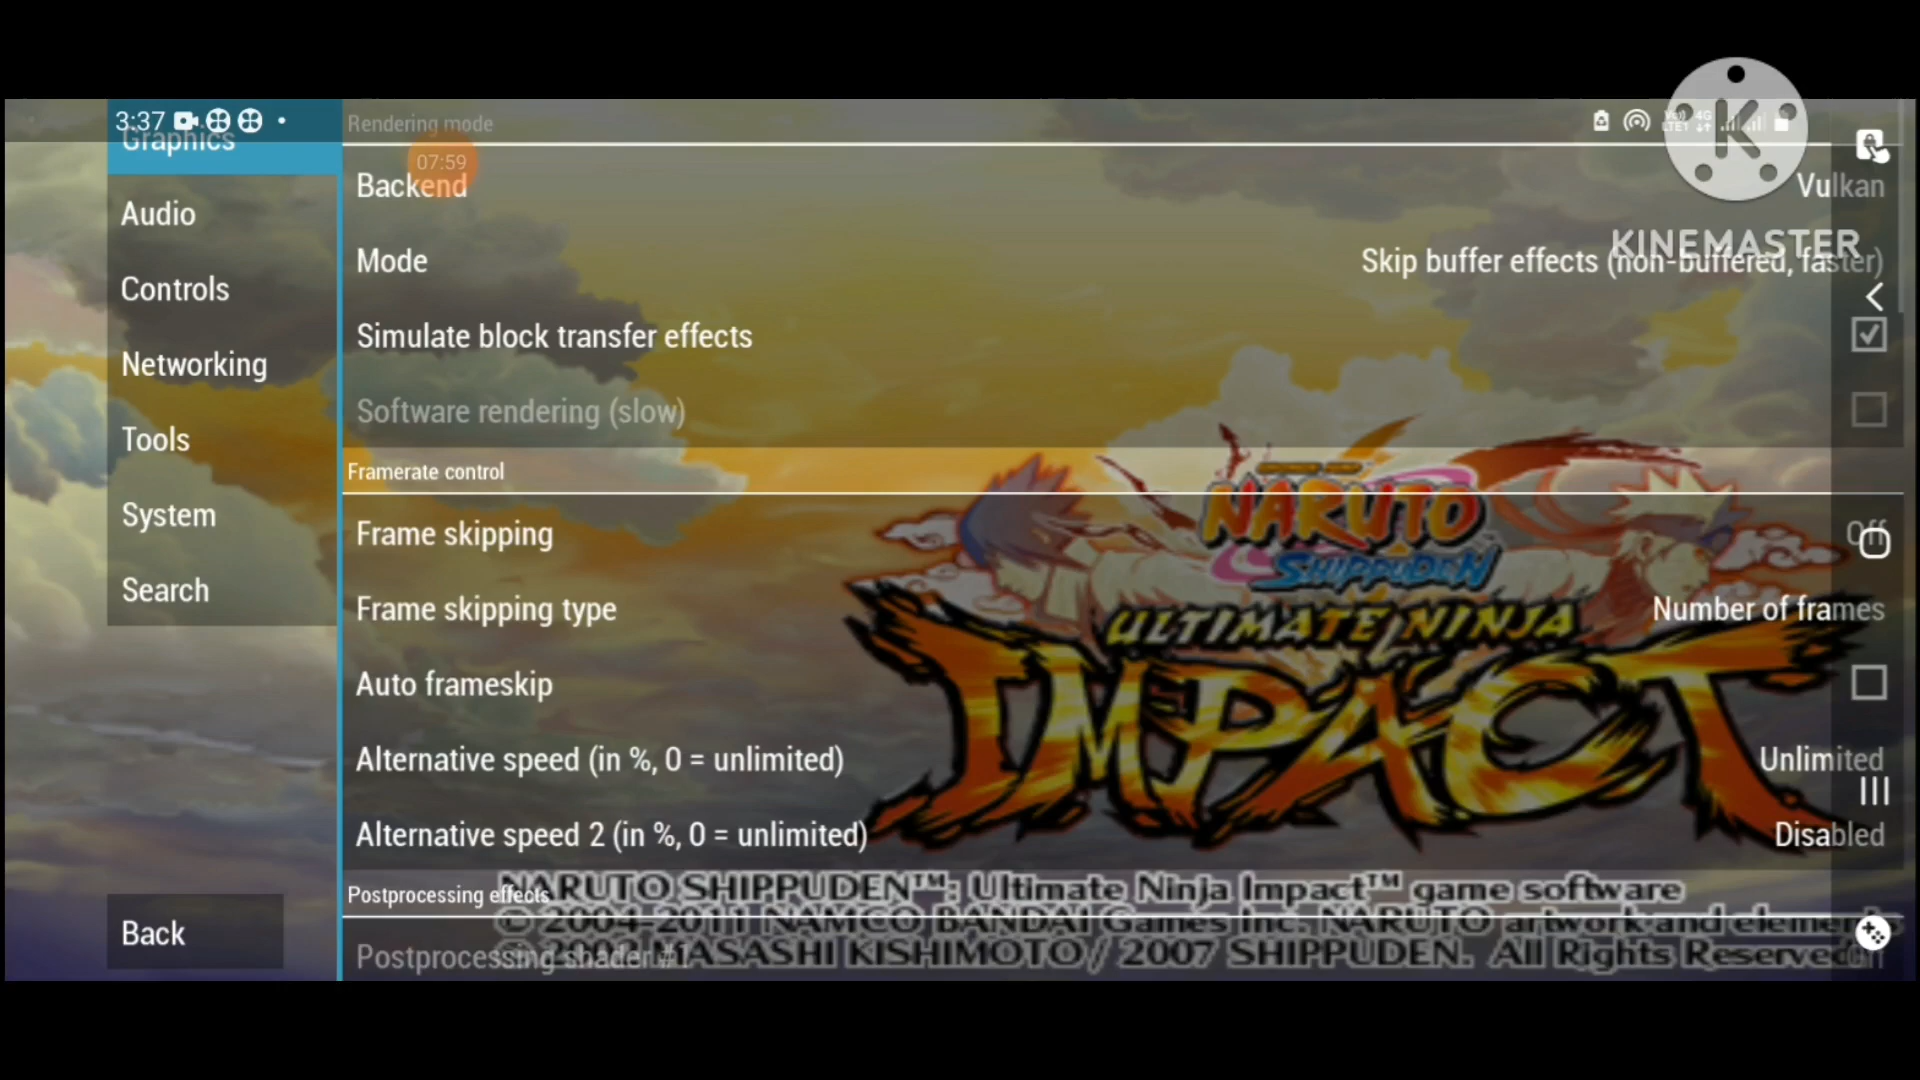 3:37
Graphics
Audio
Controls
Networking
Tools
System
Search
Back
Rendering mode
07:59
Backend Vulkan
Mode Skip buffer effects (non-buffered, faster)
Simulate block transfer effects
Software rendering (slow)
Framerate control
Frame skipping Off
Frame skipping type Number of frames
Auto frameskip
Alternative speed (in %, 0 = unlimited) Unlimited
Alternative speed 2 (in %, 0 = unlimited) Disabled
Postprocessing effects
Postprocessing shader #1
K
KINEMASTER
4G
NARUTO
SHIPPUDEN
ULTIMATE NINJA
IMPACT
NARUTO SHIPPUDEN™: Ultimate Ninja Impact™ game software
© 2004-2011 NAMCO BANDAI Games Inc. NARUTO artwork and elements
© 2002 MASASHI KISHIMOTO / 2007 SHIPPUDEN. All Rights Reserved.